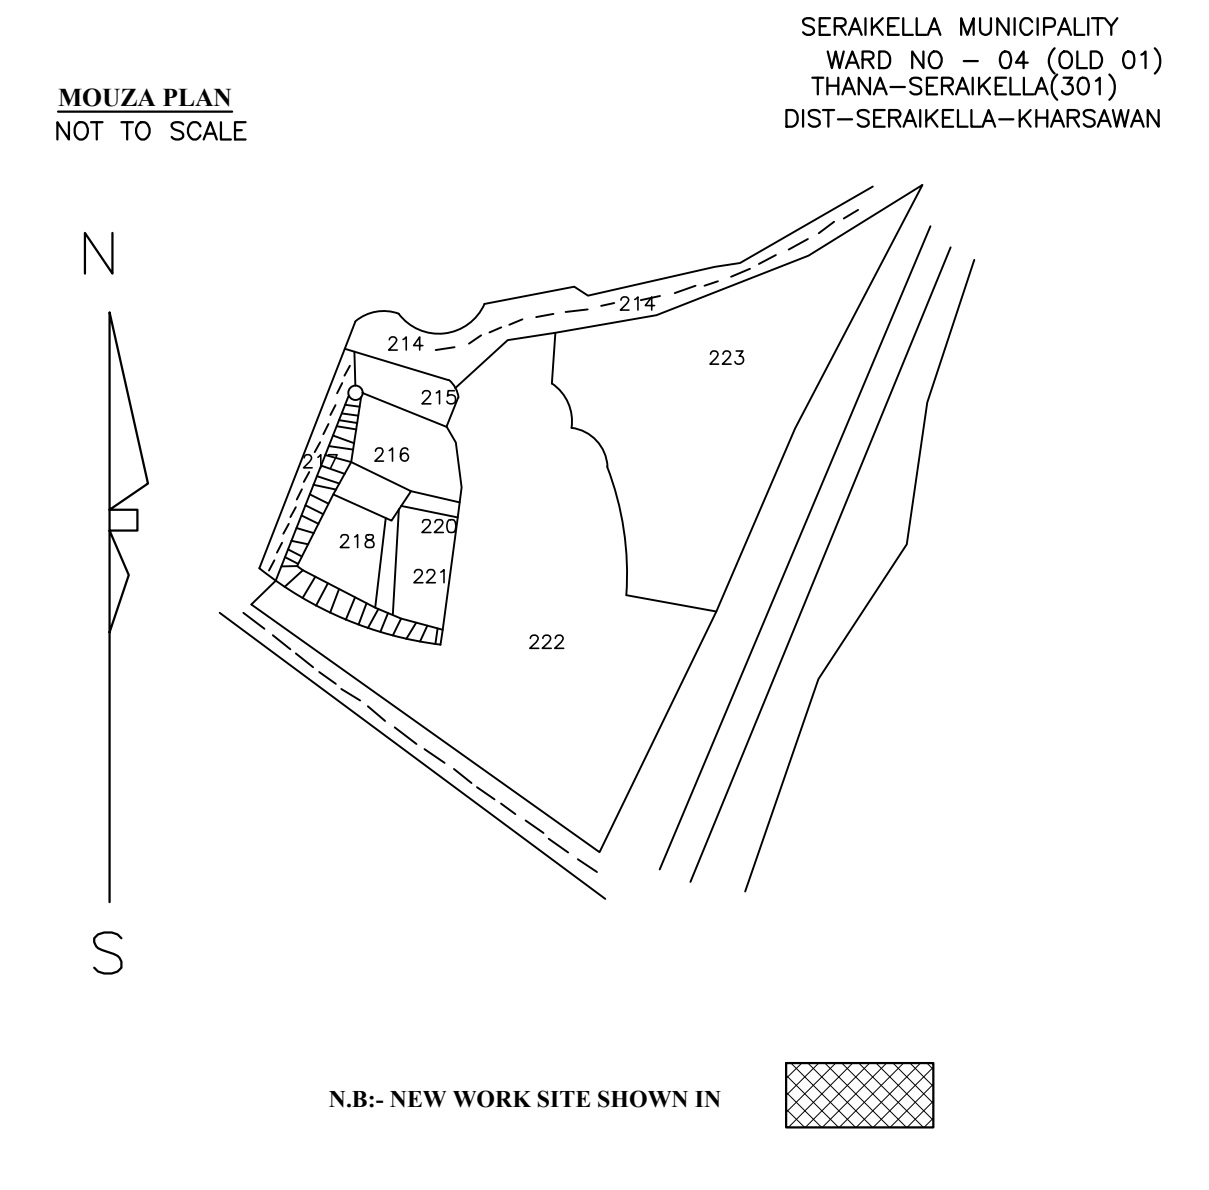 SERAIKELLA MUNICIPALITY
WARD NO - 04 (OLD 01)
THANA-SERAIKELLA(301)
DIST-SERAIKELLA-KHARSAWAN
MOUZA PLAN
NOT TO SCALE
N
214
214
223
215
216
217
220
218
221
222
S
N.B:- NEW WORK SITE SHOWN IN